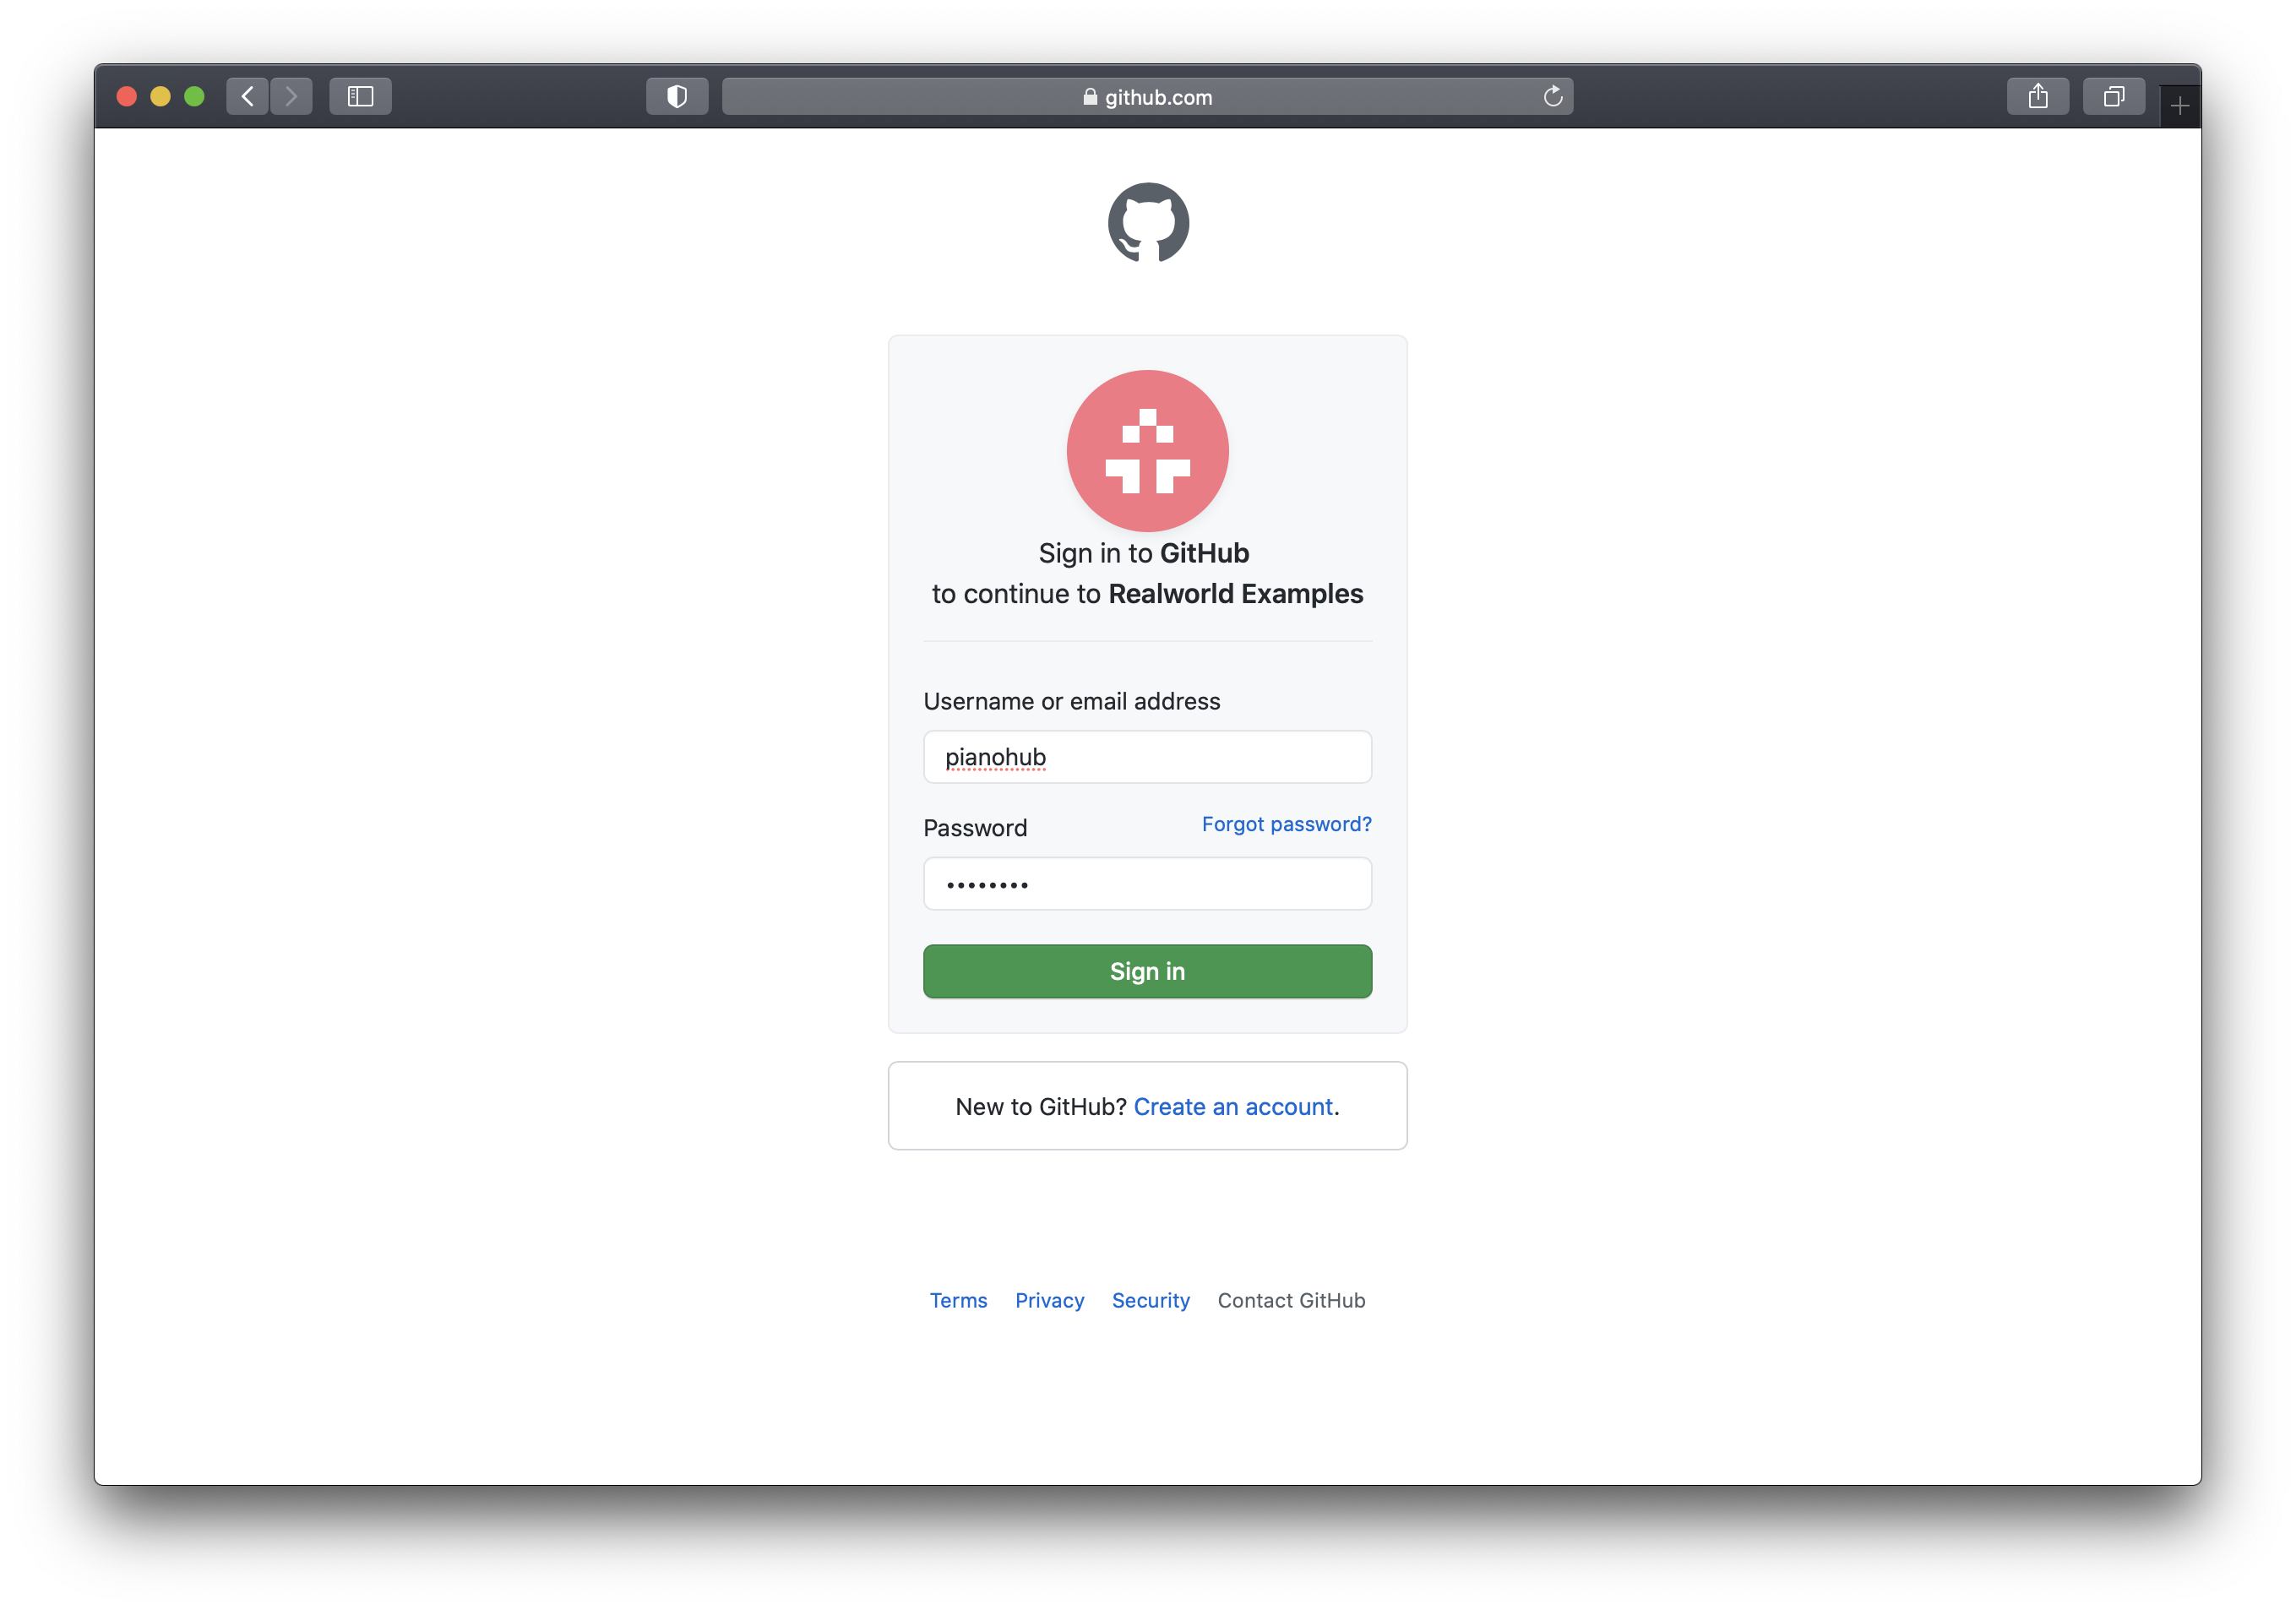 github.com
Sign in to GitHub
to continue to Realworld Examples
Username or email address
pianohub
Password
Forgot password?
••••••••
Sign in
New to GitHub? Create an account.
Terms Privacy Security Contact GitHub